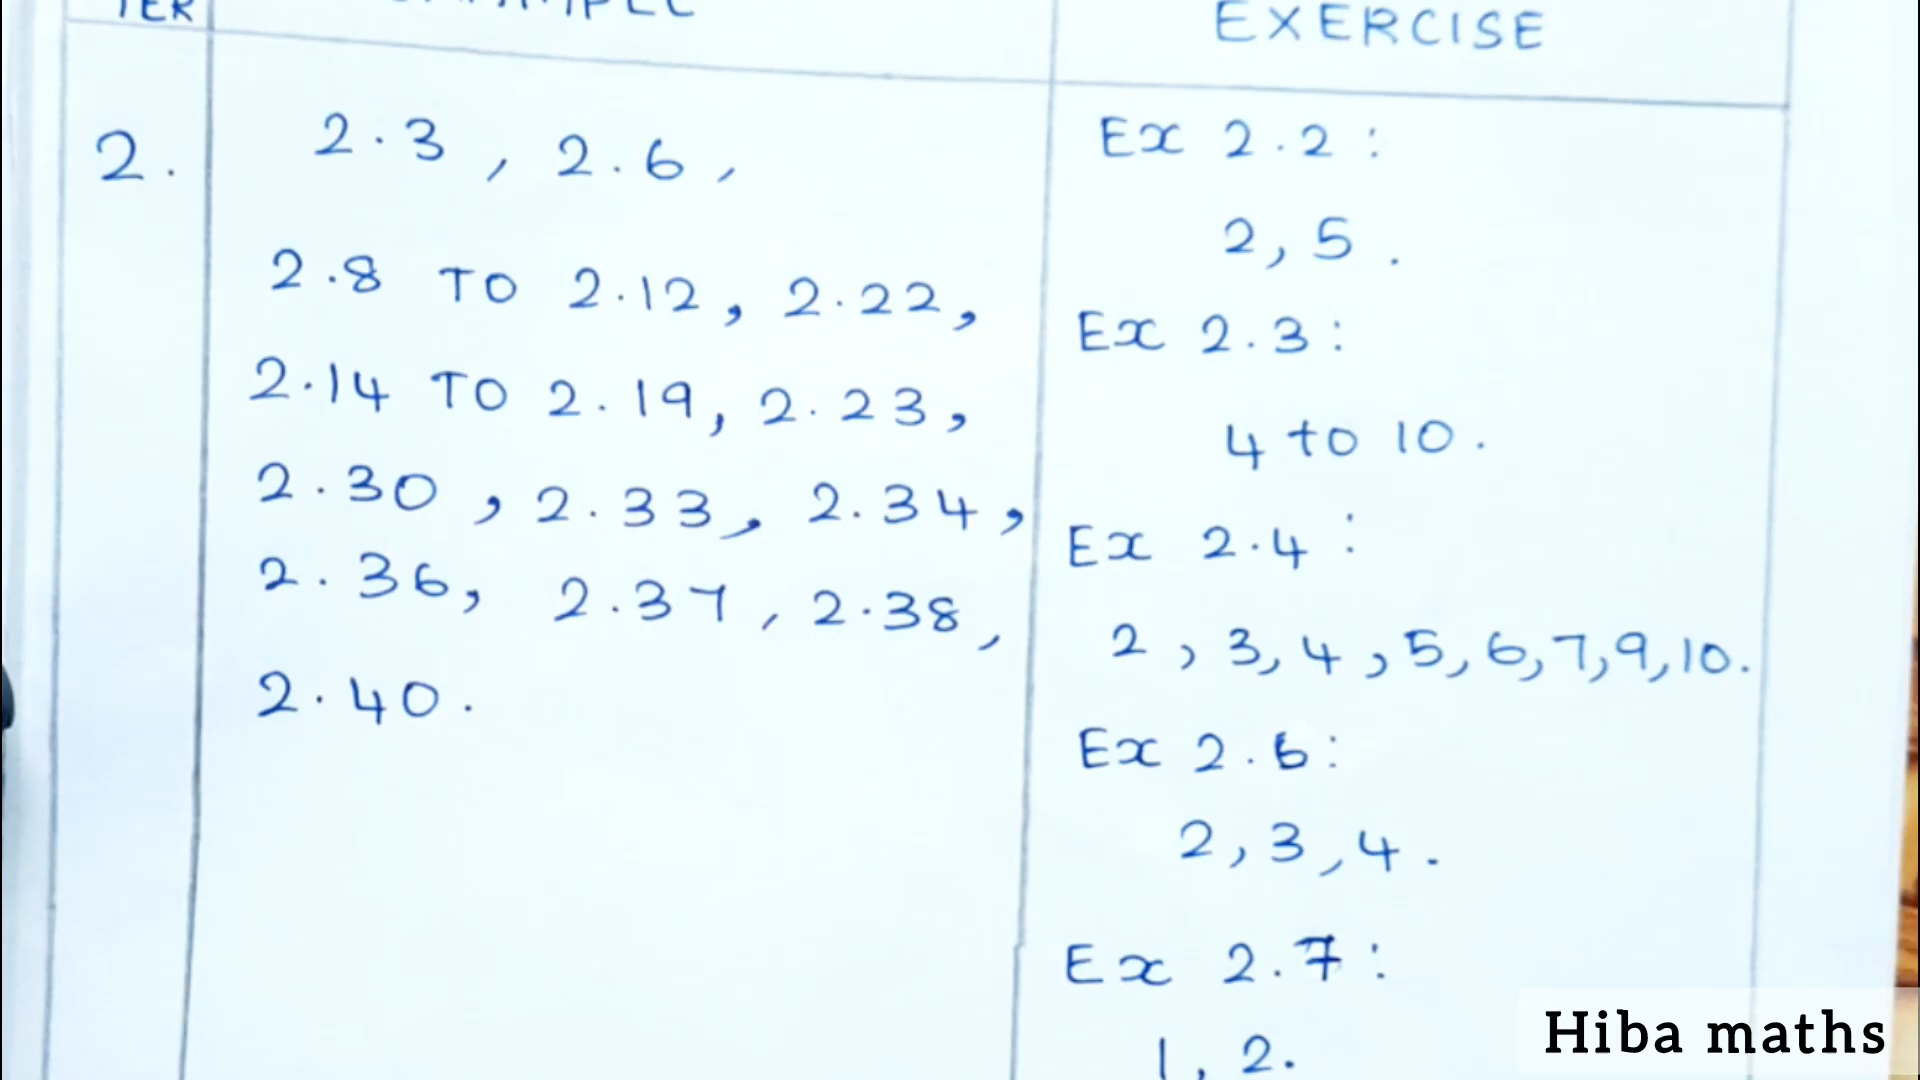 EXERCISE
2.
2.3, 2.6,
2.8 TO 2.12, 2.22,
2.14 TO 2.19, 2.23,
2.30, 2.33, 2.34,
2.36, 2.37, 2.38,
2.40.
Ex 2.2:
2, 5.
Ex 2.3:
4 to 10.
Ex 2.4:
2, 3, 4, 5, 6, 7, 9, 10.
Ex 2.6:
2, 3, 4.
Ex 2.7:
1, 2.
Hiba maths